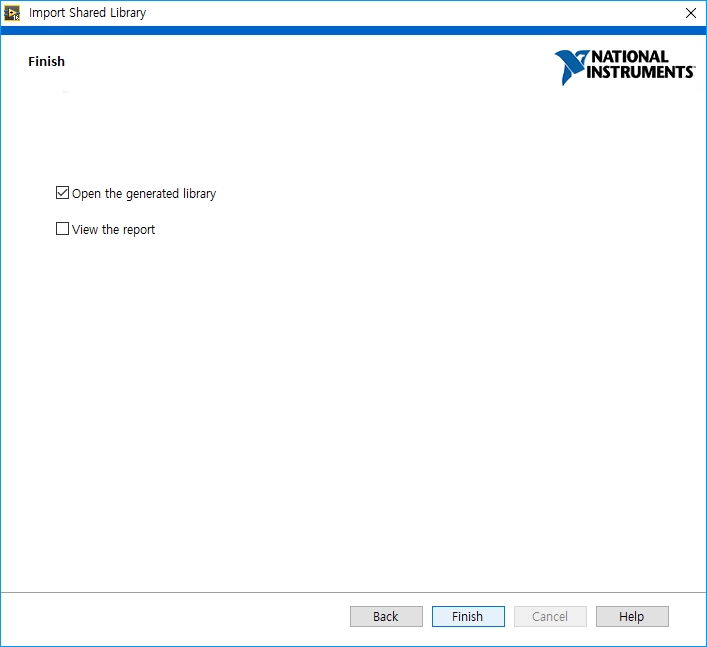 Import Shared Library
Finish
NATIONAL
INSTRUMENTS
Open the generated library
View the report
Back
Finish
Cancel
Help